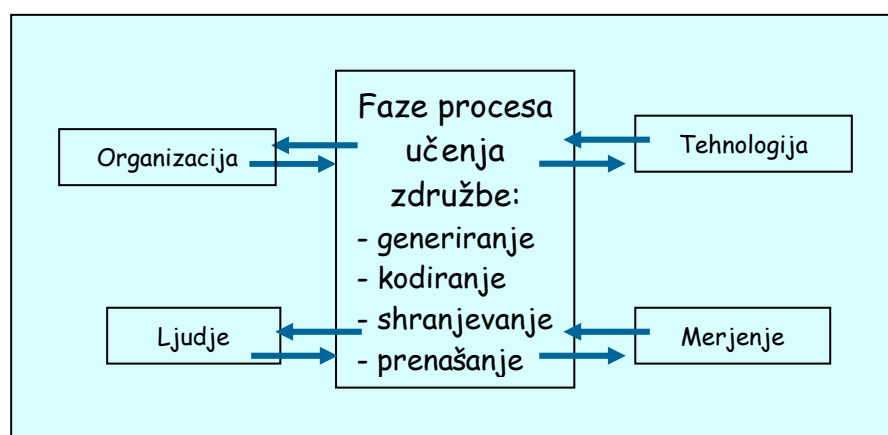 Faze procesa
učenja
združbe:
- generiranje
- kodiranje
- shranjevanje
- prenašanje
Organizacija
Tehnologija
Ljudje
Merjenje